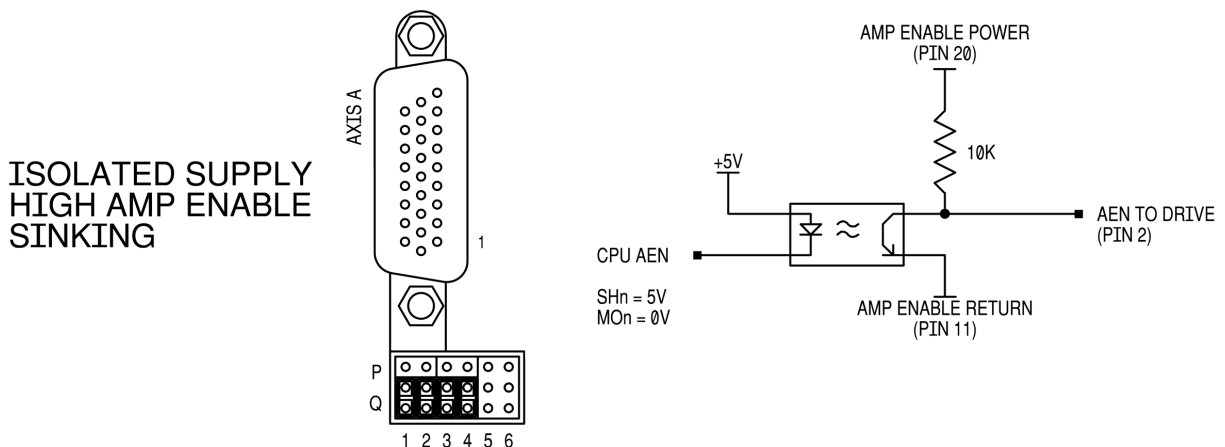 ISOLATED SUPPLY
HIGH AMP ENABLE
SINKING
AXIS A
1
P
Q
1 2 3 4 5 6
AMP ENABLE POWER
(PIN 20)
10K
+5V
AEN TO DRIVE
(PIN 2)
CPU AEN
SHn = 5V
MOn = 0V
AMP ENABLE RETURN
(PIN 11)